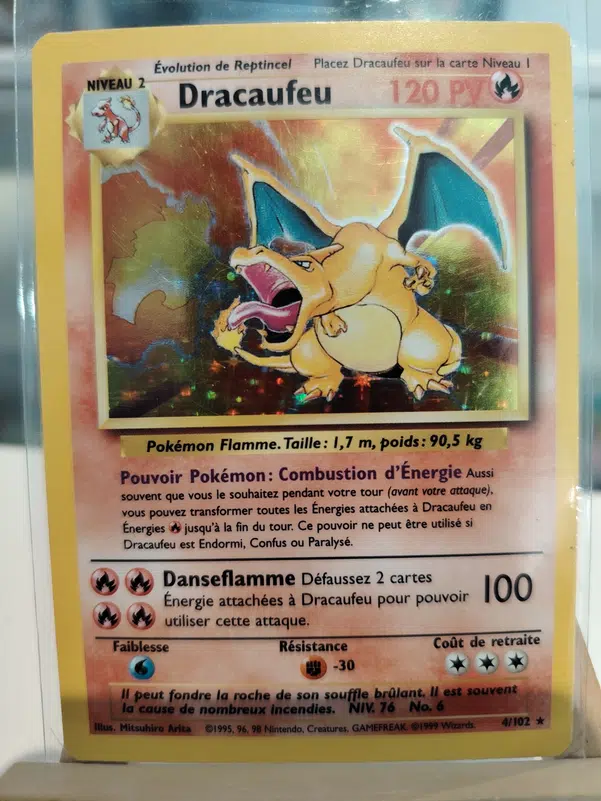 Évolution de Reptincel Placez Dracaufeu sur la carte Niveau 1
NIVEAU 2
Dracaufeu 120 PV
Pokémon Flamme. Taille : 1,7 m, poids : 90,5 kg
Pouvoir Pokémon : Combustion d'Énergie Aussi
souvent que vous le souhaitez pendant votre tour (avant votre attaque),
vous pouvez transformer toutes les Énergies attachées à Dracaufeu en
Énergies jusqu'à la fin du tour. Ce pouvoir ne peut être utilisé si
Dracaufeu est Endormi, Confus ou Paralysé.
Danseflamme Défaussez 2 cartes
Énergie attachées à Dracaufeu pour pouvoir 100
utiliser cette attaque.
Faiblesse Résistance Coût de retraite
-30
Il peut fondre la roche de son souffle brûlant. Il est souvent
la cause de nombreux incendies. NIV. 76 No. 6
Illus. Mitsuhiro Arita ©1995, 96, 98 Nintendo, Creatures, GAMEFREAK. ©1999 Wizards. 4/102 ★